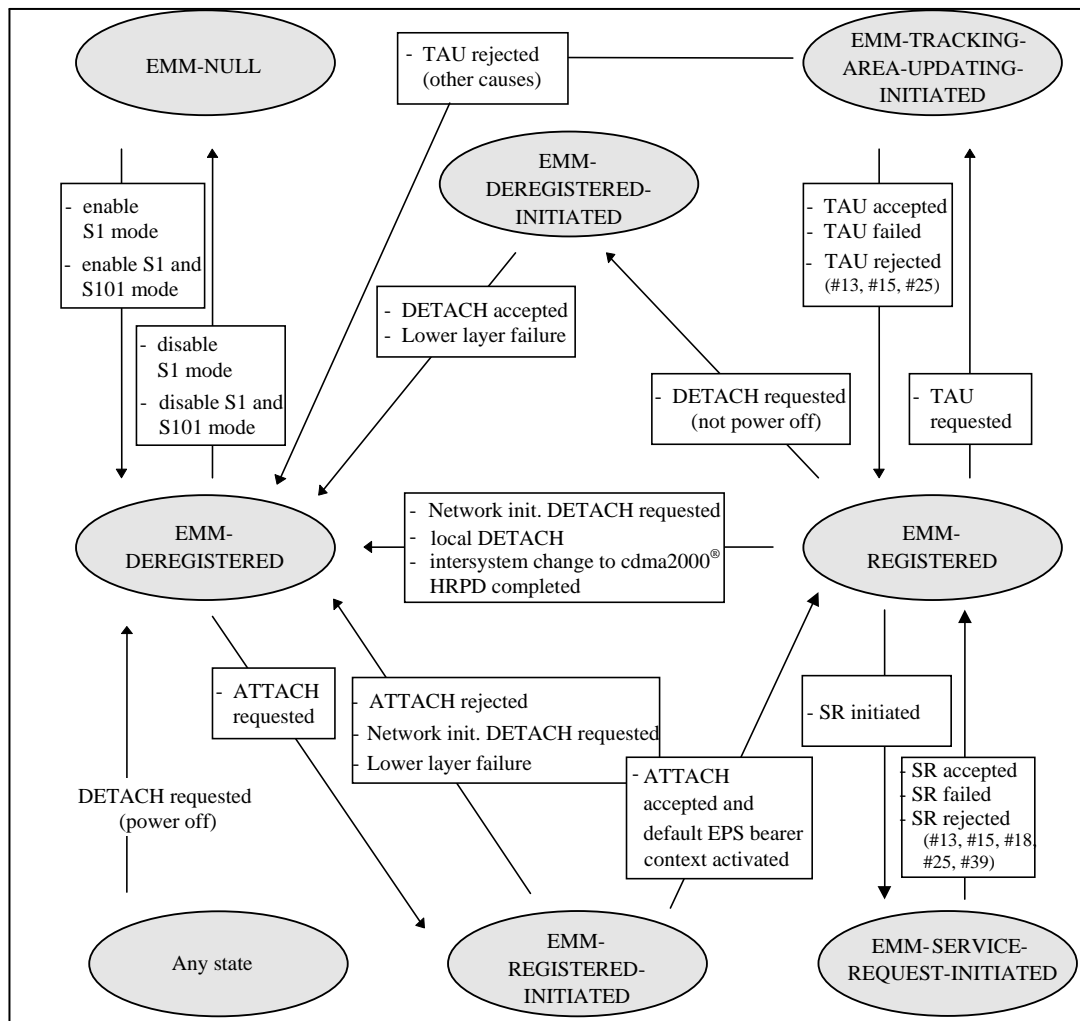 EMM-NULL
- TAU rejected
(other causes)
EMM-TRACKING-
AREA-UPDATING-
INITIATED
EMM-
DEREGISTERED-
INITIATED
- enable
S1 mode
- enable S1 and
S101 mode
- disable
S1 mode
- disable S1 and
S101 mode
- DETACH accepted
- Lower layer failure
- TAU accepted
- TAU failed
- TAU rejected
(#13, #15, #25)
- DETACH requested
(not power off)
- TAU
requested
EMM-
DEREGISTERED
- Network init. DETACH requested
- local DETACH
- intersystem change to cdma2000®
HRPD completed
EMM-
REGISTERED
- ATTACH
requested
- ATTACH rejected
- Network init. DETACH requested
- Lower layer failure
- SR initiated
DETACH requested
(power off)
- ATTACH
accepted and
default EPS bearer
context activated
- SR accepted
- SR failed
- SR rejected
(#13, #15, #18,
#25, #39)
Any state
EMM-
REGISTERED-
INITIATED
EMM-SERVICE-
REQUEST-INITIATED